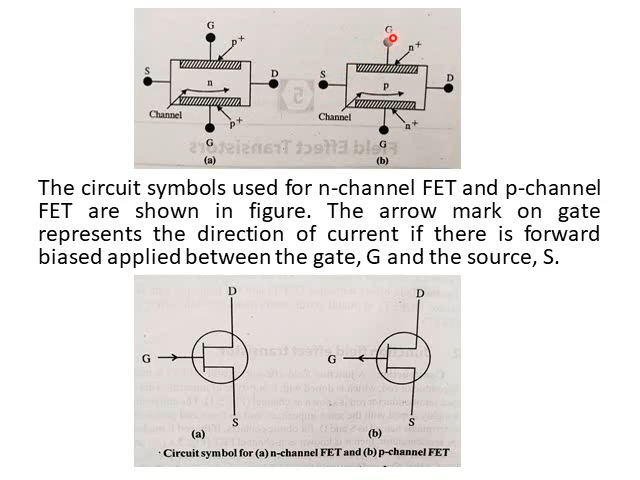 G G
p+ n+
S D S D
n p
Channel Channel
p+ n+
G G
(a) (b)
The circuit symbols used for n-channel FET and p-channel
FET are shown in figure. The arrow mark on gate
represents the direction of current if there is forward
biased applied between the gate, G and the source, S.
D D
G G
S S
(a) (b)
Circuit symbol for (a) n-channel FET and (b) p-channel FET